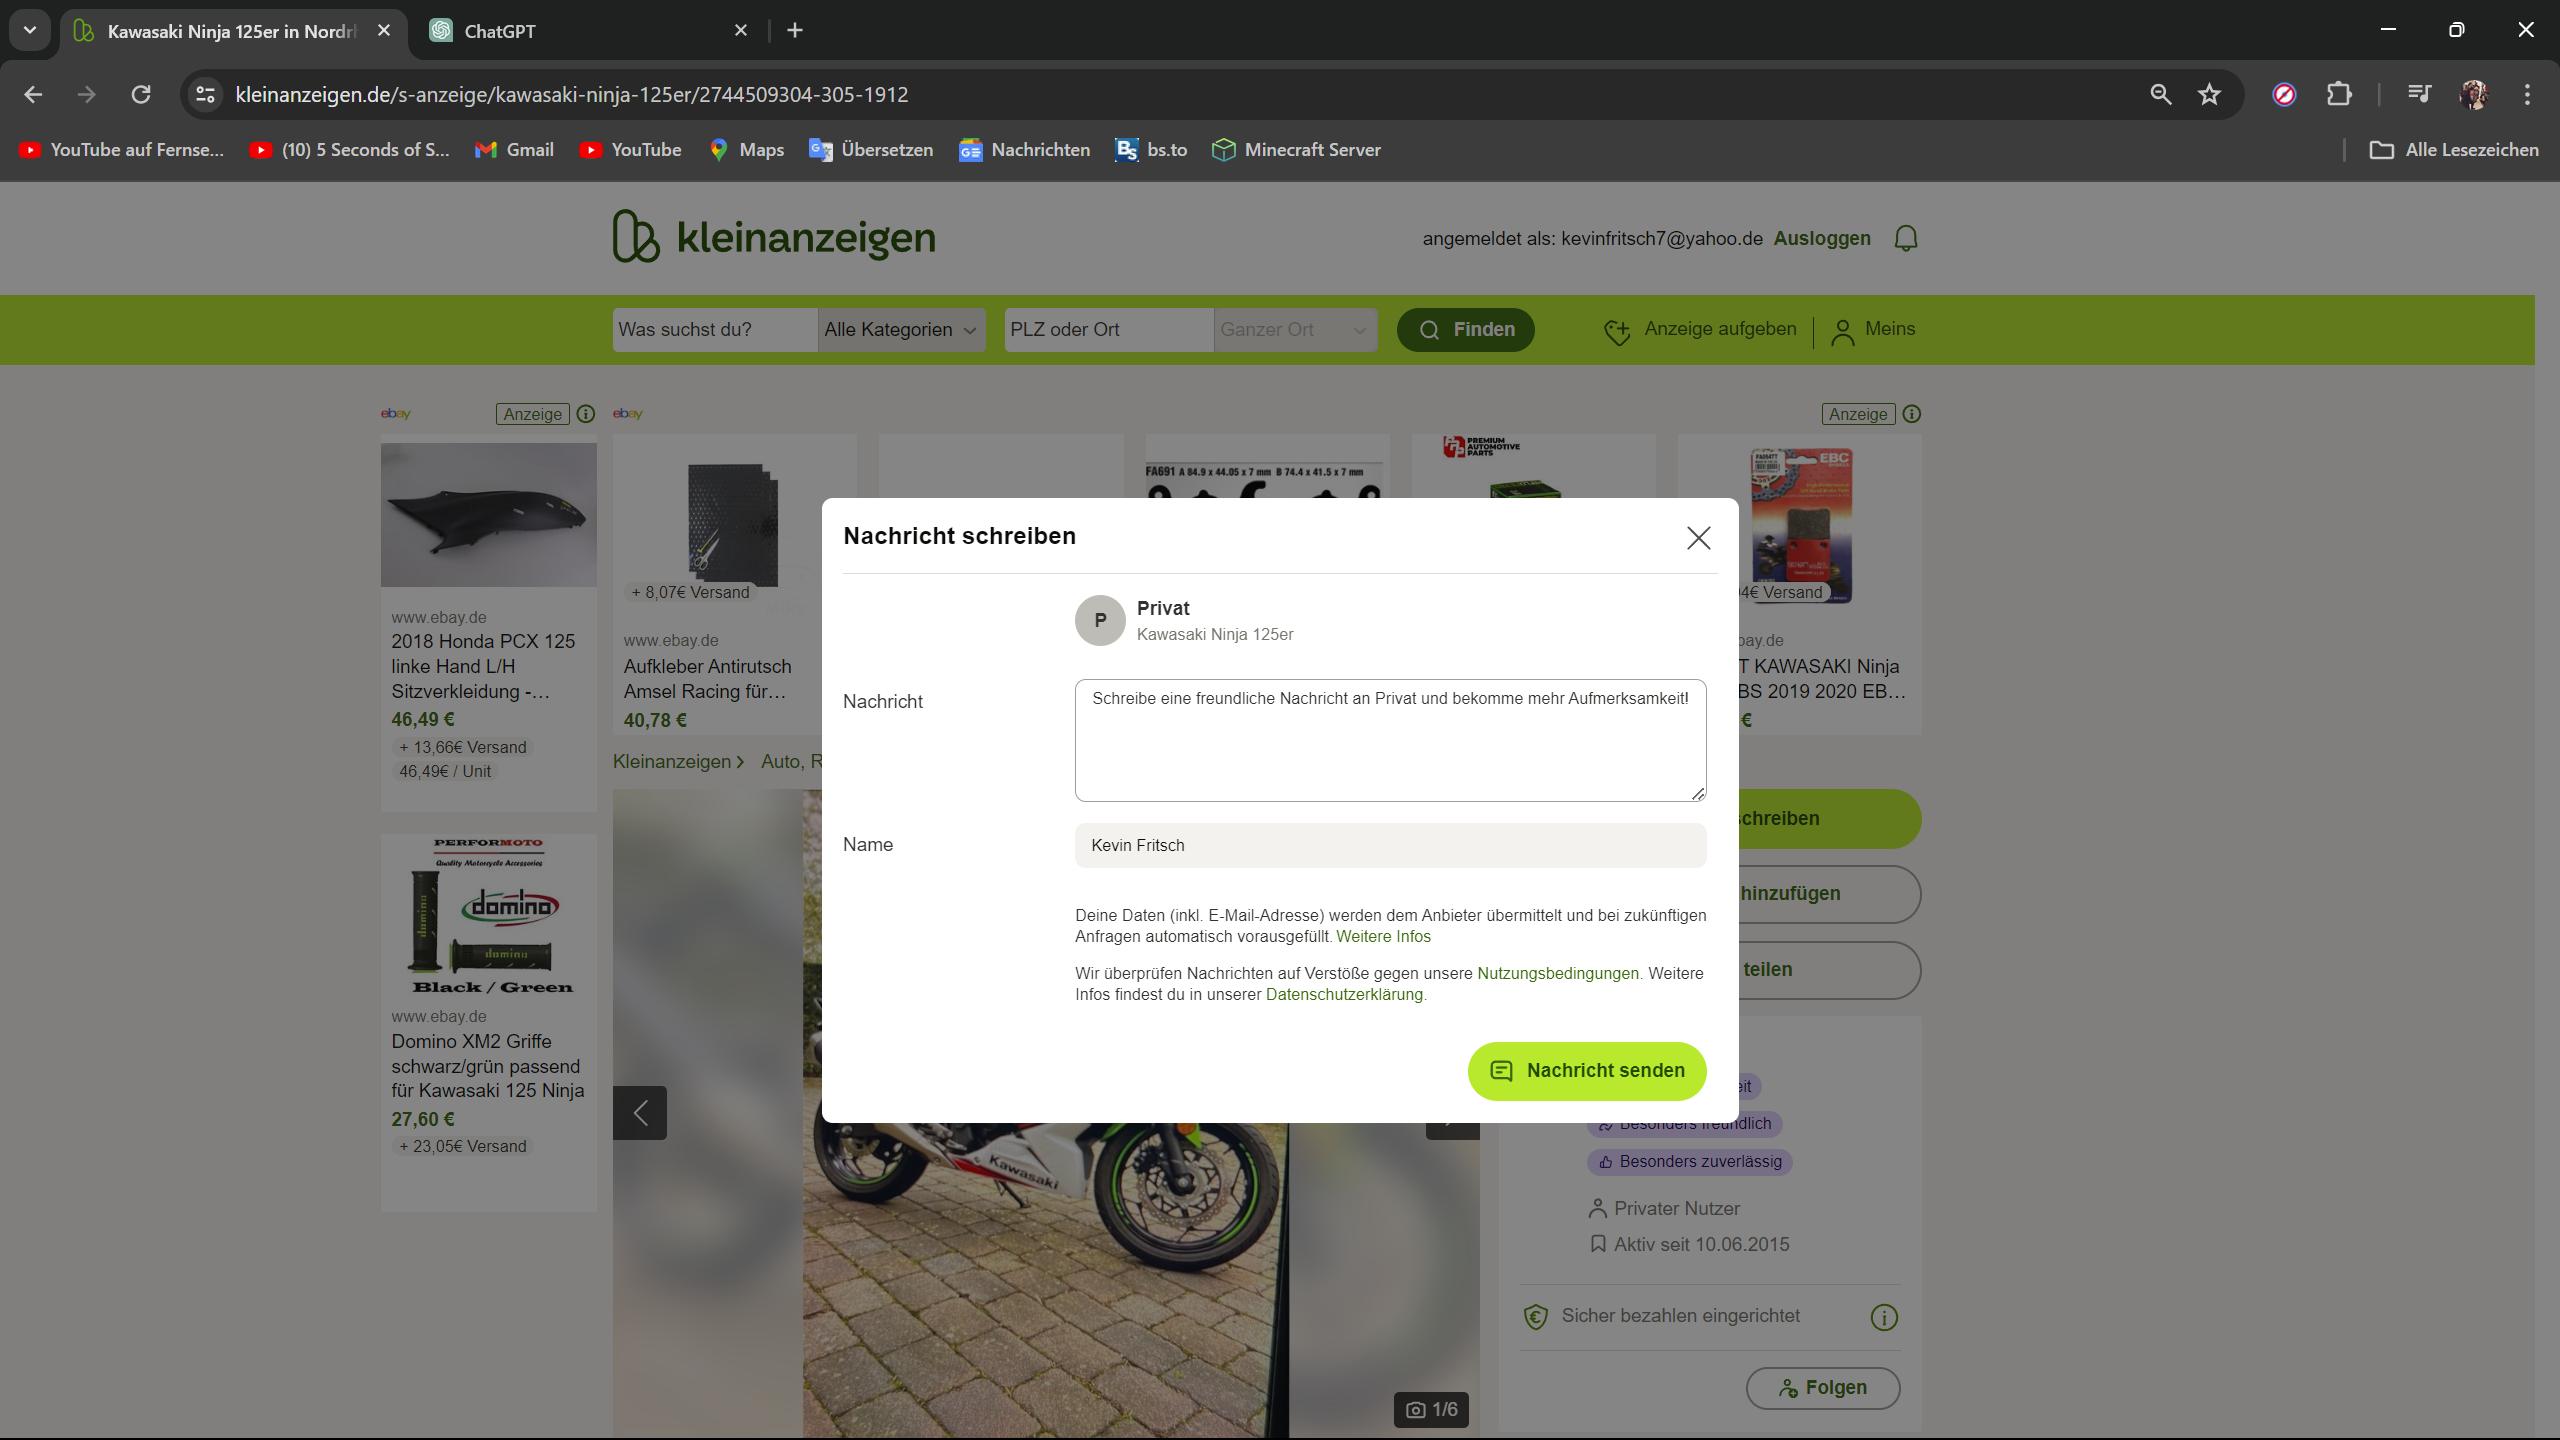 Kawasaki Ninja 125er in Nordrh
ChatGPT
kleinanzeigen.de/s-anzeige/kawasaki-ninja-125er/2744509304-305-1912
YouTube auf Fernse...
(10) 5 Seconds of S...
Gmail
YouTube
Maps
Übersetzen
Nachrichten
bs.to
Minecraft Server
Alle Lesezeichen
kleinanzeigen
angemeldet als: kevinfritsch7@yahoo.de Ausloggen
Was suchst du?
Alle Kategorien
PLZ oder Ort
Ganzer Ort
Finden
Anzeige aufgeben
Meins
ebay
Anzeige
ebay
Anzeige
PREMIUM
AUTOMOTIVE
PARTS
FA691 A 84.9 x 44.05 x 7 mm B 74.4 x 41.5 x 7 mm
EBC
BRAKES
FA054TT
www.ebay.de
2018 Honda PCX 125
linke Hand L/H
Sitzverkleidung -...
46,49 €
+ 13,66€ Versand
46,49€ / Unit
+ 8,07€ Versand
www.ebay.de
Aufkleber Antirutsch
Amsel Racing für...
40,78 €
94€ Versand
bay.de
T KAWASAKI Ninja
BS 2019 2020 EB...
€
Kleinanzeigen
Auto, R
Nachricht schreiben
P
Privat
Kawasaki Ninja 125er
Nachricht
Schreibe eine freundliche Nachricht an Privat und bekomme mehr Aufmerksamkeit!
Name
Kevin Fritsch
Deine Daten (inkl. E-Mail-Adresse) werden dem Anbieter übermittelt und bei zukünftigen
Anfragen automatisch vorausgefüllt. Weitere Infos
Wir überprüfen Nachrichten auf Verstöße gegen unsere Nutzungsbedingungen. Weitere
Infos findest du in unserer Datenschutzerklärung.
Nachricht senden
PERFORMOTO
Quality Motorcycle Accessories
domino
domino
domino
Black / Green
www.ebay.de
Domino XM2 Griffe
schwarz/grün passend
für Kawasaki 125 Ninja
27,60 €
+ 23,05€ Versand
Kawasaki
1/6
schreiben
hinzufügen
teilen
eit
Besonders freundlich
Besonders zuverlässig
Privater Nutzer
Aktiv seit 10.06.2015
Sicher bezahlen eingerichtet
Folgen